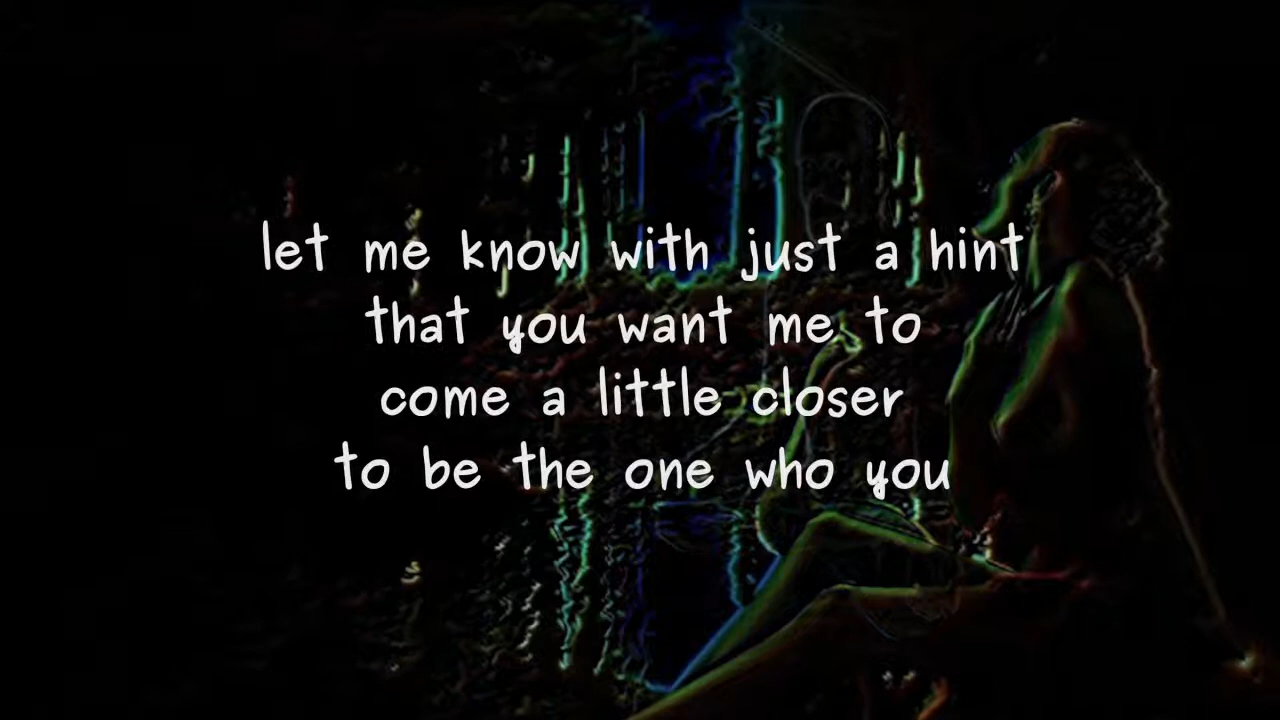 let me know with just a hint
that you want me to
come a little closer
to be the one who you